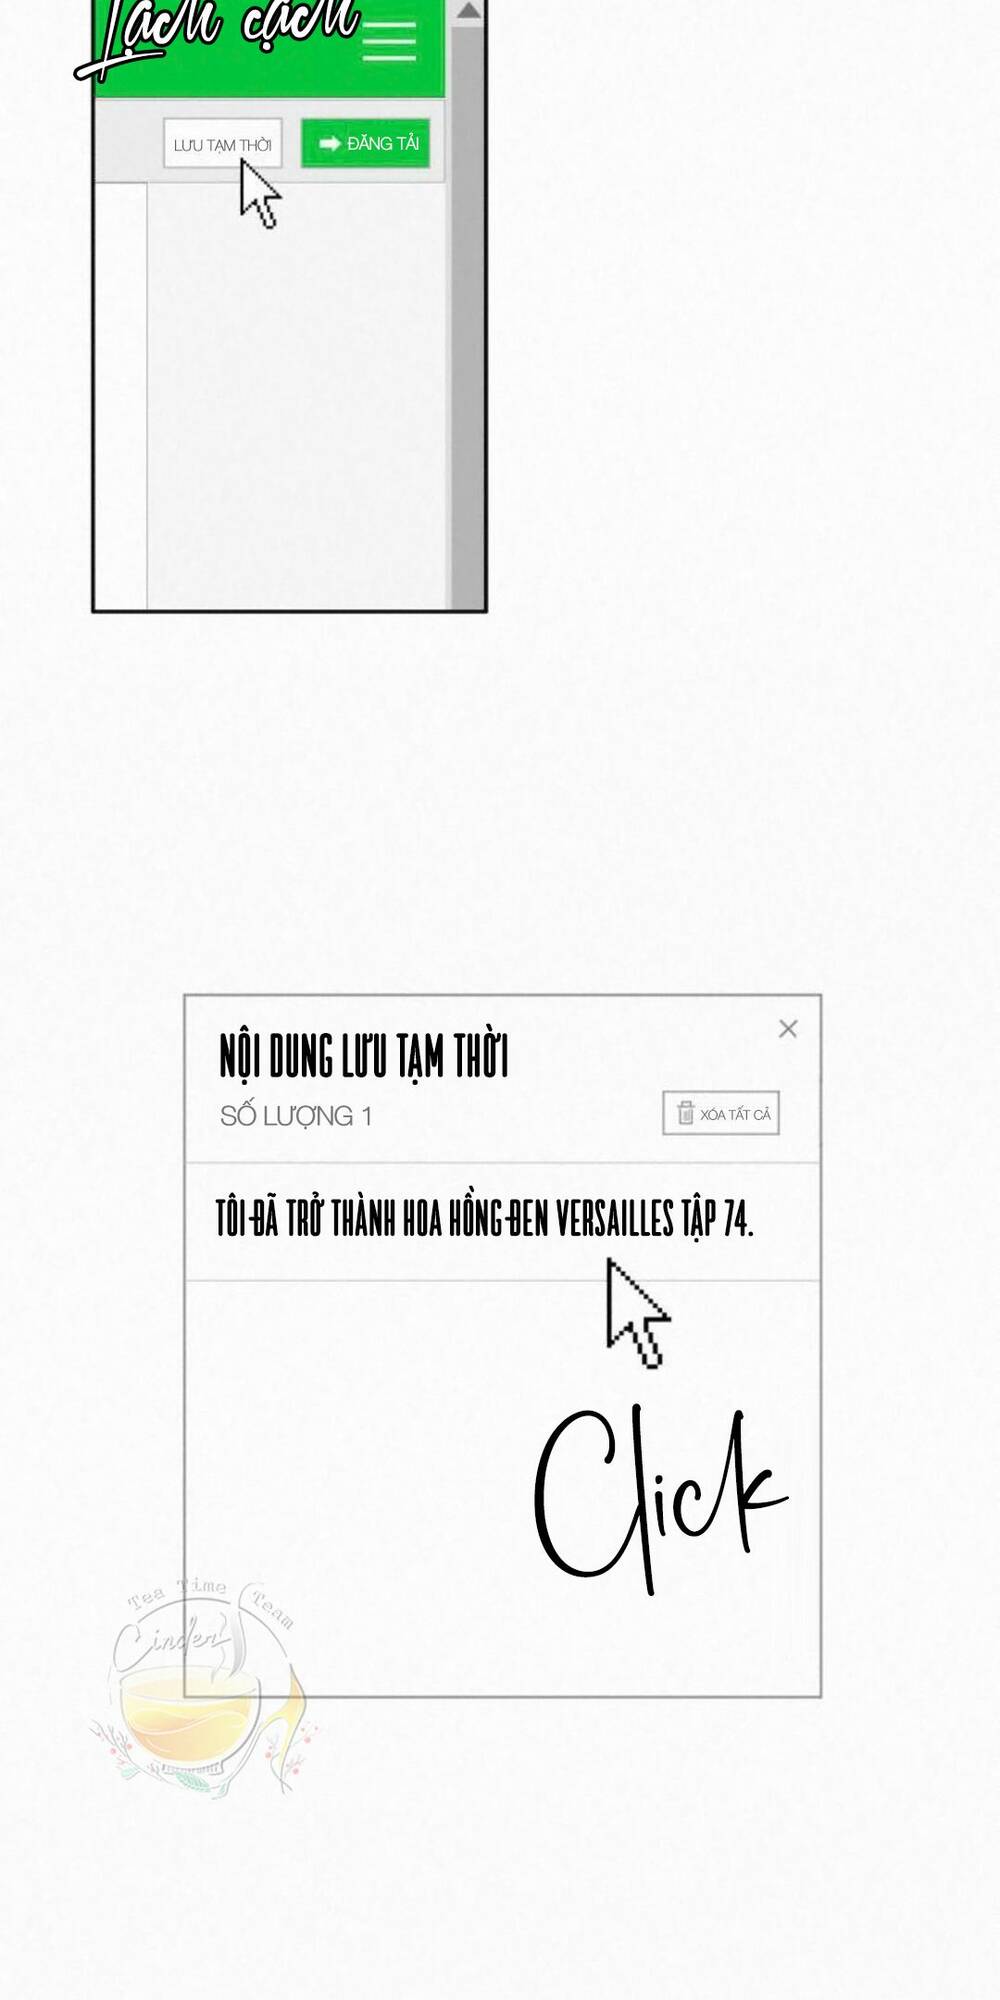 Lạch cạch
LƯU TẠM THỜI
ĐĂNG TẢI
NỘI DUNG LƯU TẠM THỜI
SỐ LƯỢNG 1
XÓA TẤT CẢ
TÔI ĐÃ TRỞ THÀNH HOA HỒNG ĐEN VERSAILLES TẬP 74.
Click
Tea Time Team
Cinder